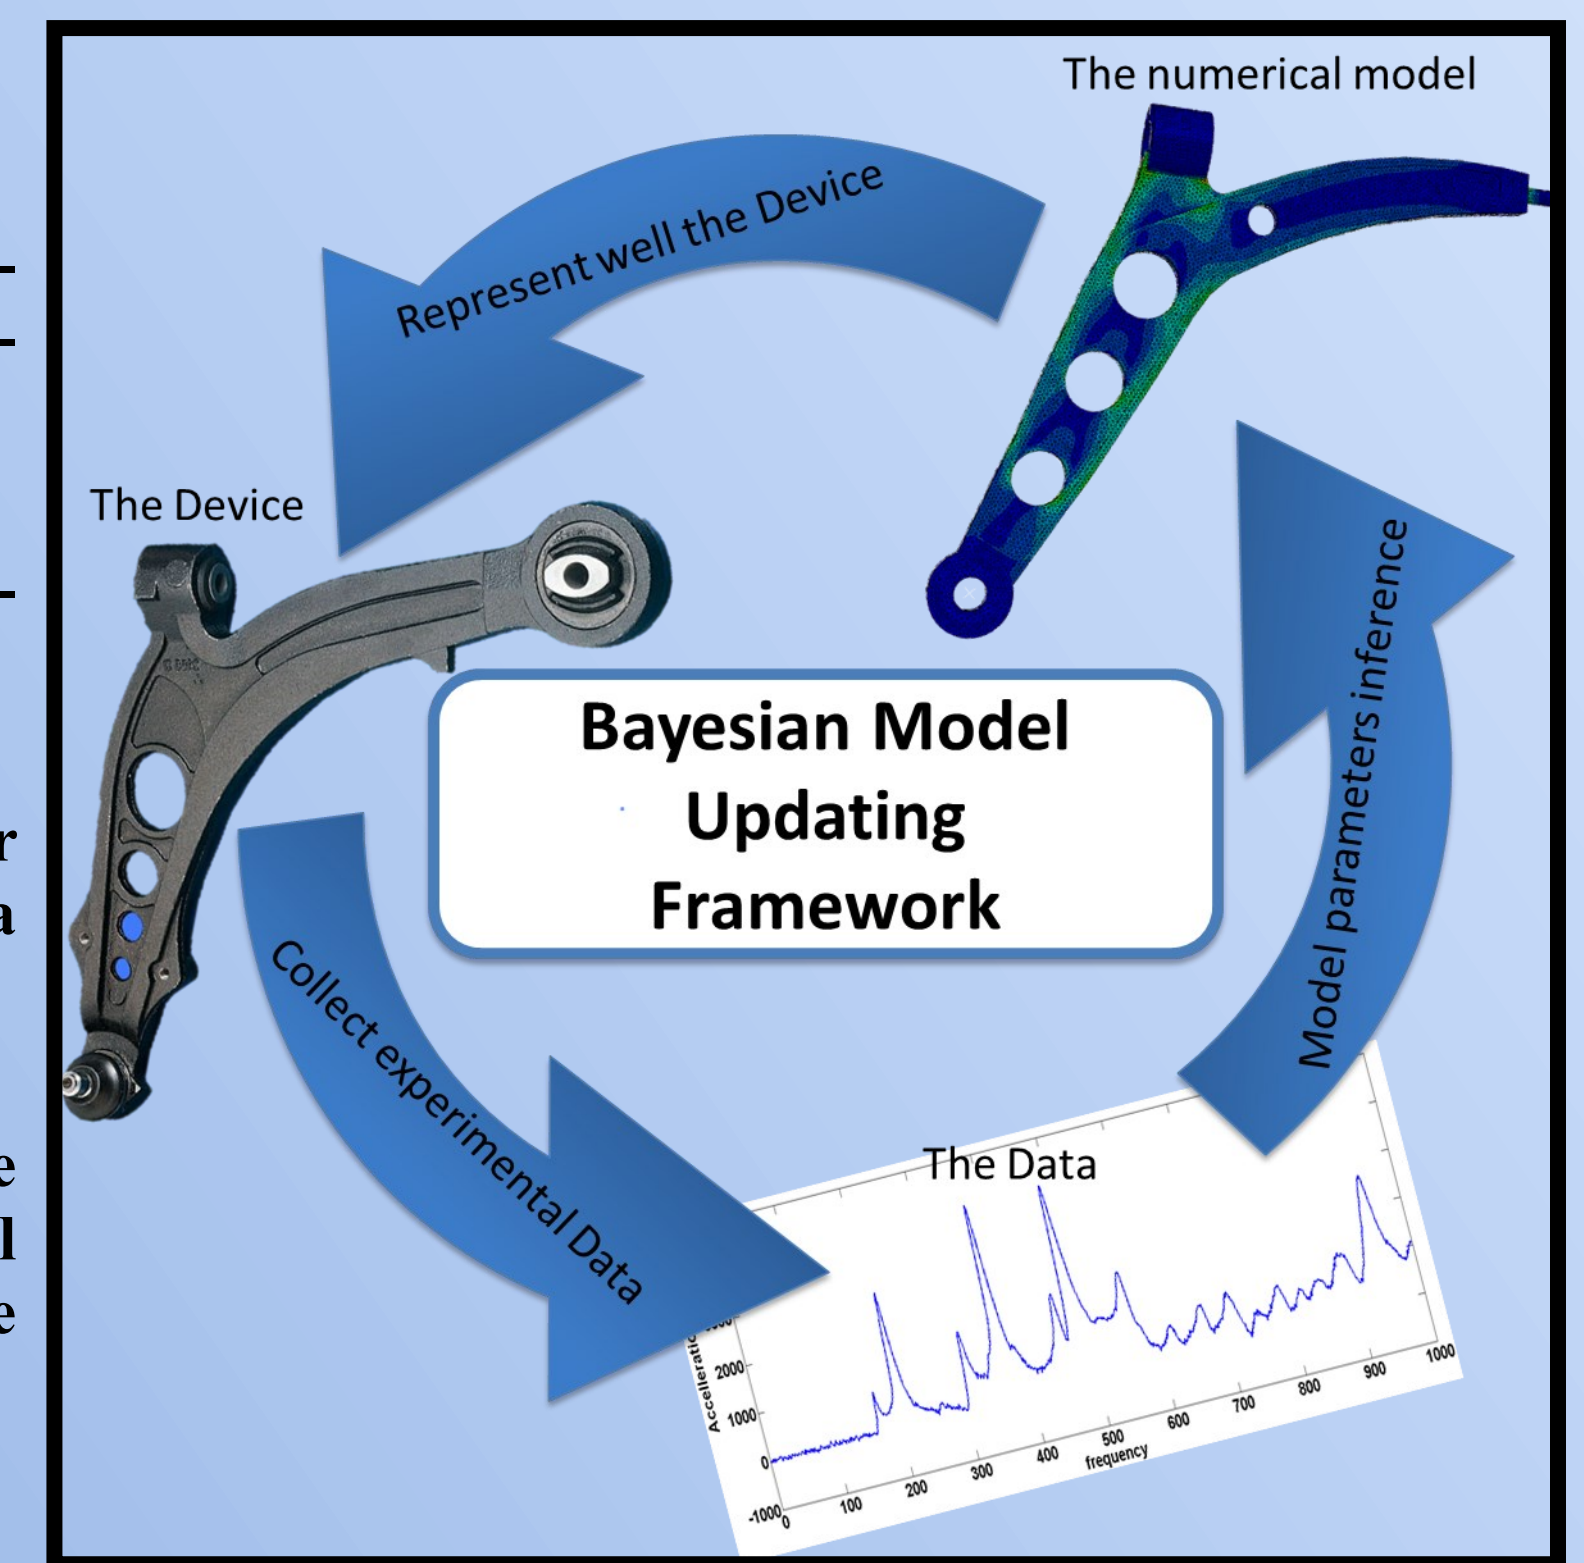 The numerical model
Represent well the Device
The Device
Bayesian Model
Updating
Framework
Model parameters inference
Collect experimental Data
The Data
2000
1000
0
-1000
0
100
200
300
400
500
600
700
800
900
1000
frequency
r
a
e
l
e